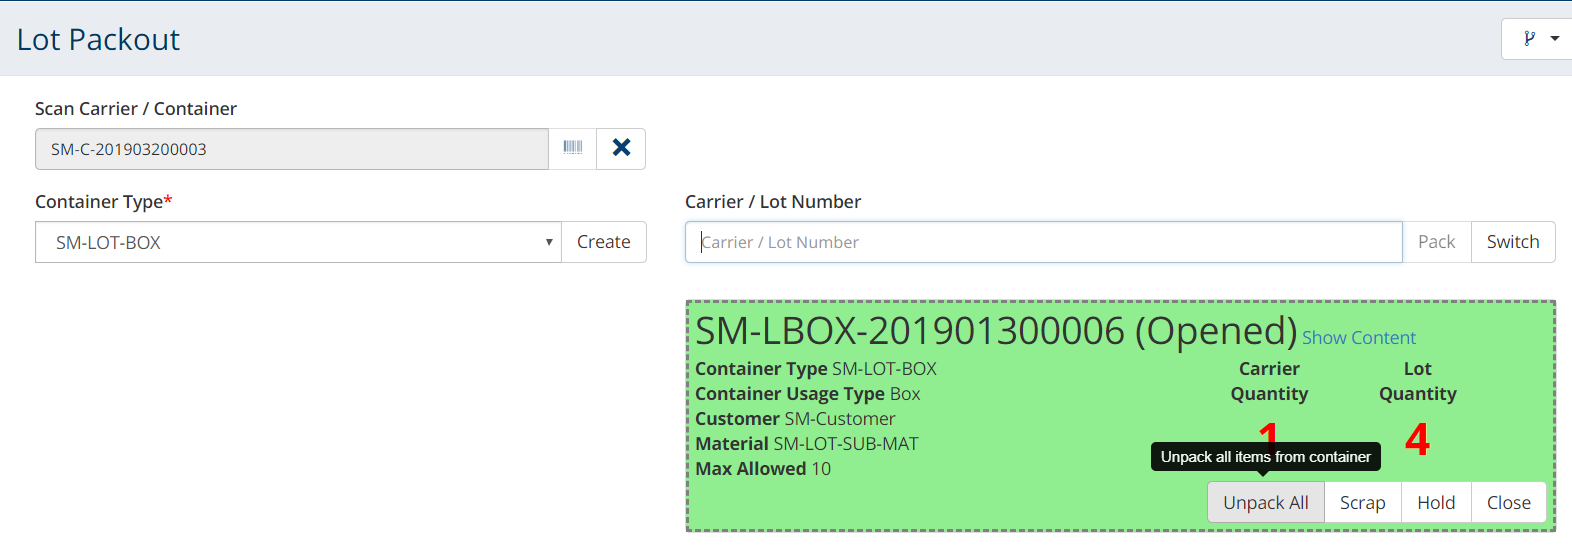 Lot Packout
Scan Carrier / Container
SM-C-201903200003
Container Type*
SM-LOT-BOX
Create
Carrier / Lot Number
Carrier / Lot Number
Pack
Switch
SM-LBOX-201901300006 (Opened) Show Content
Container Type SM-LOT-BOX
Container Usage Type Box
Customer SM-Customer
Material SM-LOT-SUB-MAT
Max Allowed 10
Carrier
Quantity
1
Lot
Quantity
4
Unpack all items from container
Unpack All
Scrap
Hold
Close